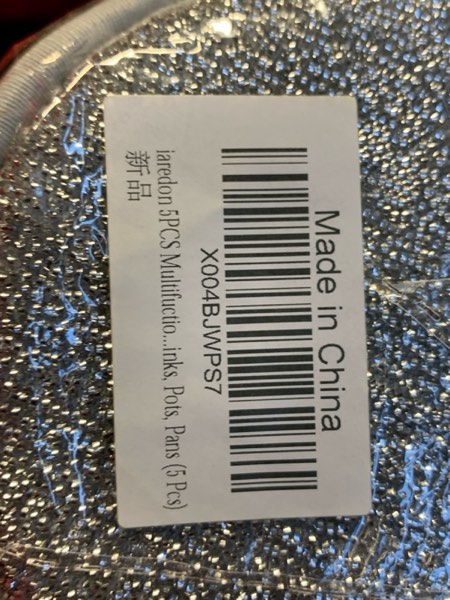 Made in China
X004BJWPS7
iaredon 5PCS Multifuctio...inks, Pots, Pans (5 Pcs)
新品